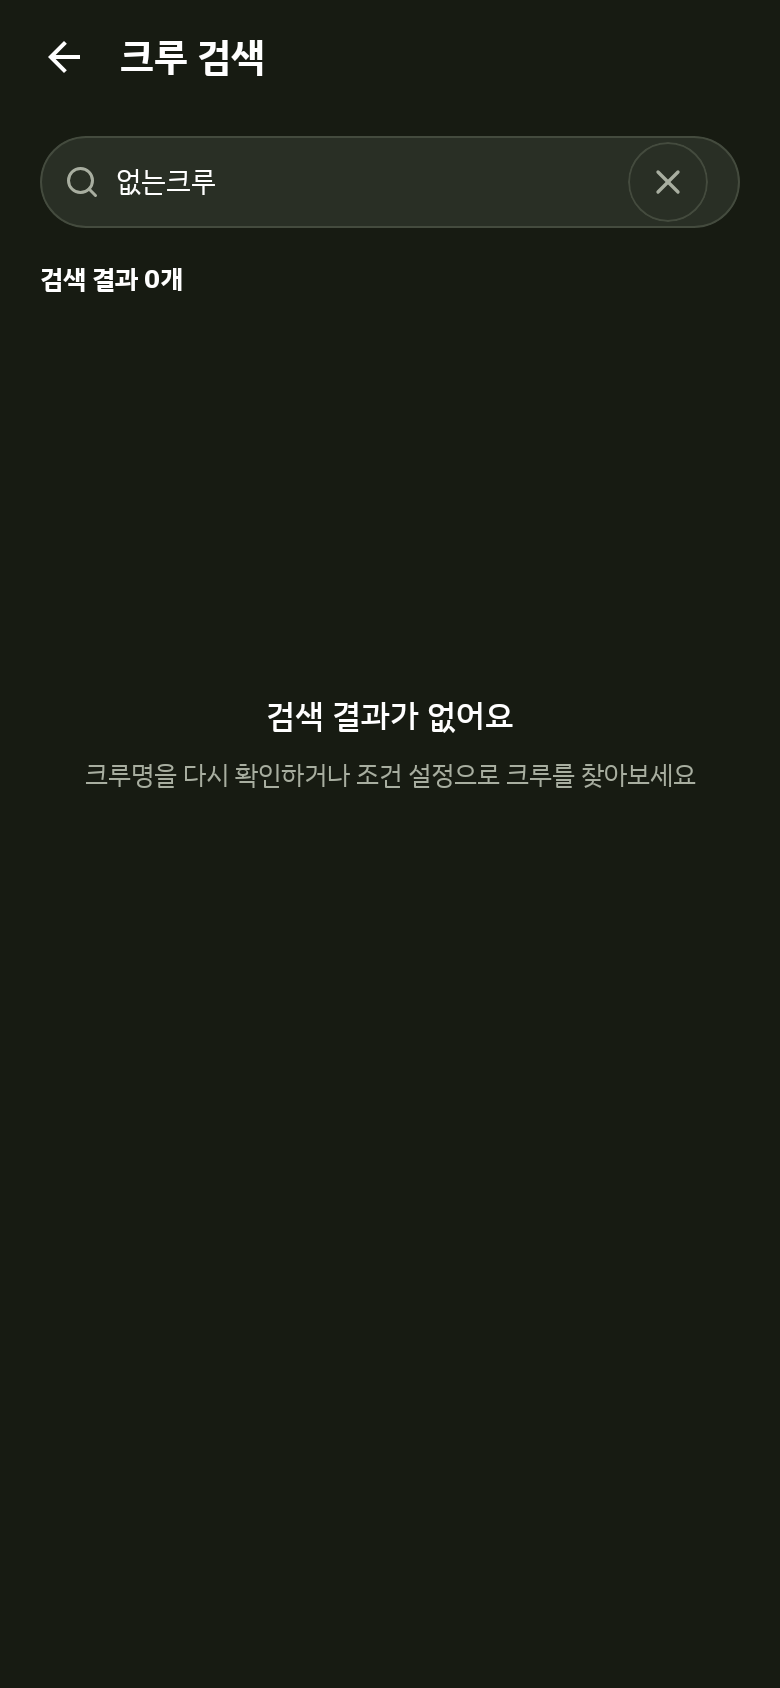 크루 검색
없는크루
검색 결과 0개
검색 결과가 없어요
크루명을 다시 확인하거나 조건 설정으로 크루를 찾아보세요